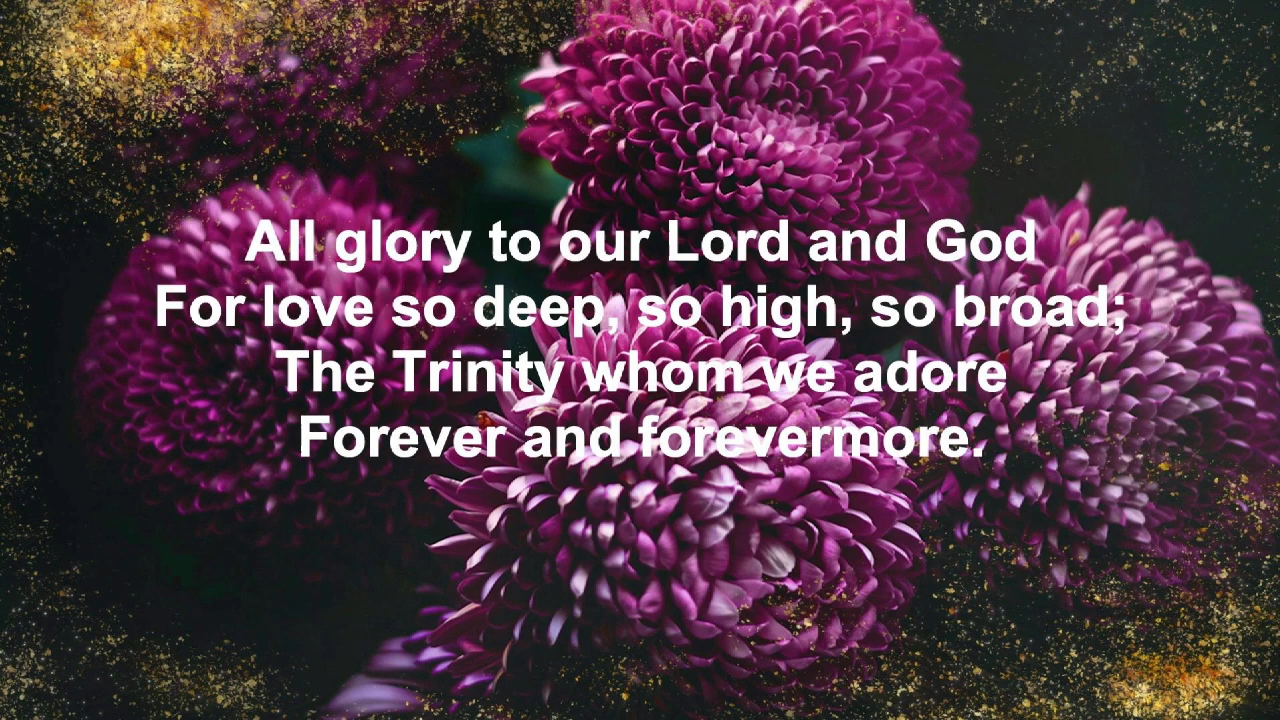 All glory to our Lord and God
For love so deep, so high, so broad;
The Trinity whom we adore
Forever and forevermore.